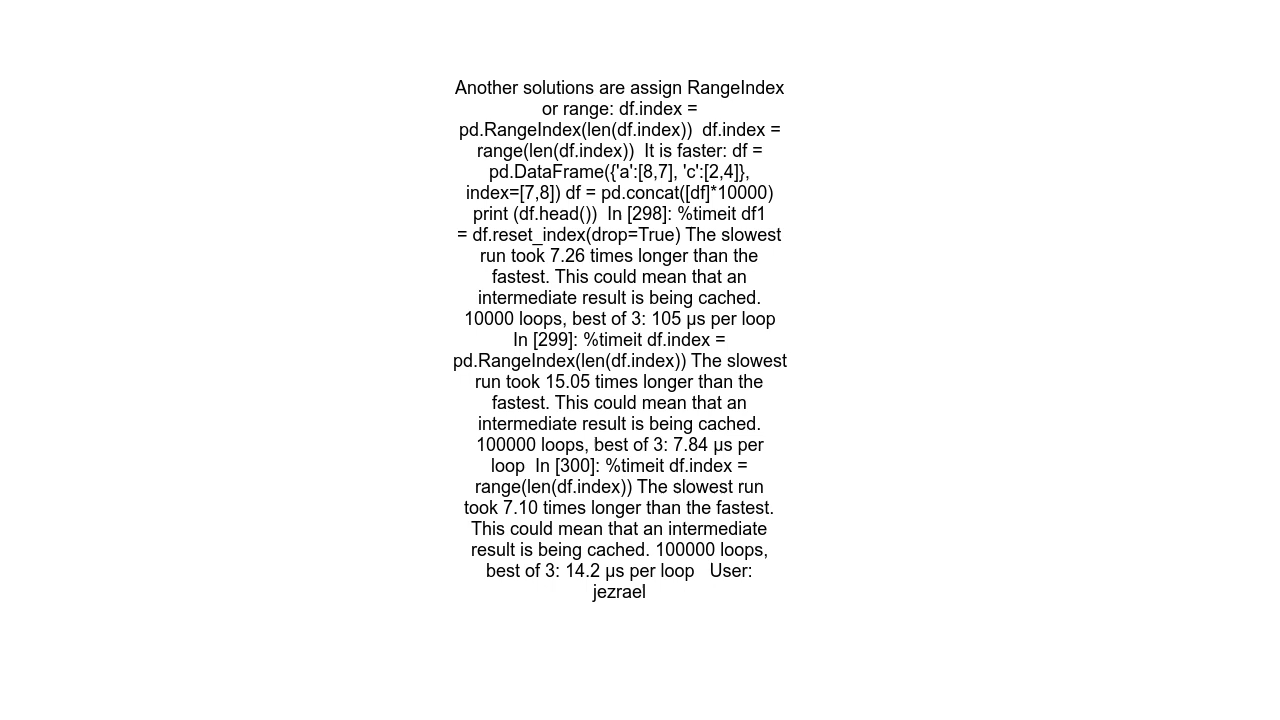 Another solutions are assign RangeIndex
or range: df.index =
pd.RangeIndex(len(df.index))  df.index =
range(len(df.index))  It is faster: df =
pd.DataFrame({'a':[8,7], 'c':[2,4]},
index=[7,8]) df = pd.concat([df]*10000)
print (df.head())  In [298]: %timeit df1
= df.reset_index(drop=True) The slowest
run took 7.26 times longer than the
fastest. This could mean that an
intermediate result is being cached.
10000 loops, best of 3: 105 µs per loop
In [299]: %timeit df.index =
pd.RangeIndex(len(df.index)) The slowest
run took 15.05 times longer than the
fastest. This could mean that an
intermediate result is being cached.
100000 loops, best of 3: 7.84 µs per
loop  In [300]: %timeit df.index =
range(len(df.index)) The slowest run
took 7.10 times longer than the fastest.
This could mean that an intermediate
result is being cached. 100000 loops,
best of 3: 14.2 µs per loop   User:
jezrael